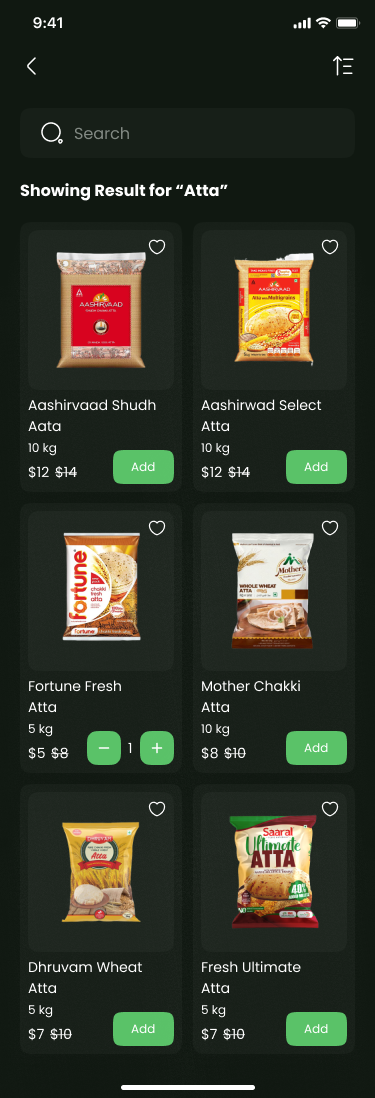 9:41
Search
Showing Result for “Atta”
AASHIRVAAD
Aashirvaad Shudh
Aata
10 kg
$12 $14
Add
AASHIRVAAD
Atta with Multigrains
Aashirwad Select
Atta
10 kg
$12 $14
Add
fortune
chakki
fresh
atta
fortune
Fortune Fresh
Atta
5 kg
$5 $8
− 1 +
Mother's
WHOLE WHEAT
ATTA
Mother Chakki
Atta
10 kg
$8 $10
Add
DHRUVAM
Atta
Dhruvam Wheat
Atta
5 kg
$7 $10
Add
Saaral
Ultimate
ATTA
Fresh Ultimate
Atta
5 kg
$7 $10
Add